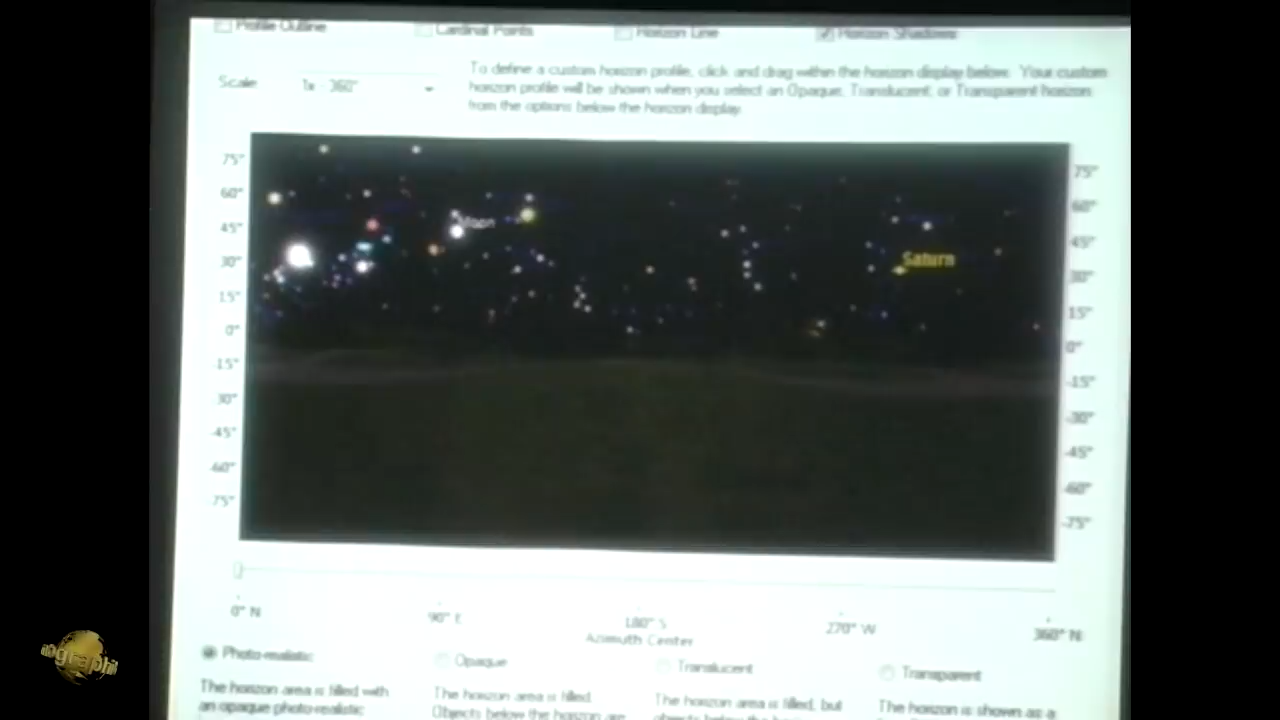 Profile Outline
Cardinal Points
Horizon Line
Horizon Shadows
Scale:
1x - 360°
To define a custom horizon profile, click and drag within the horizon display below. Your custom
horizon profile will be shown when you select an Opaque, Translucent, or Transparent horizon
from the options below the horizon display.
75°
60°
45°
30°
15°
0°
-15°
-30°
-45°
-60°
-75°
Moon
Saturn
75°
60°
45°
30°
15°
0°
-15°
-30°
-45°
-60°
-75°
0° N
90° E
180° S
270° W
360° N
Azimuth Center
Photo-realistic
Opaque
Translucent
Transparent
The horizon area is filled with
an opaque photo-realistic
The horizon area is filled.
Objects below the horizon are
The horizon area is filled, but
objects below the
The horizon is shown as a